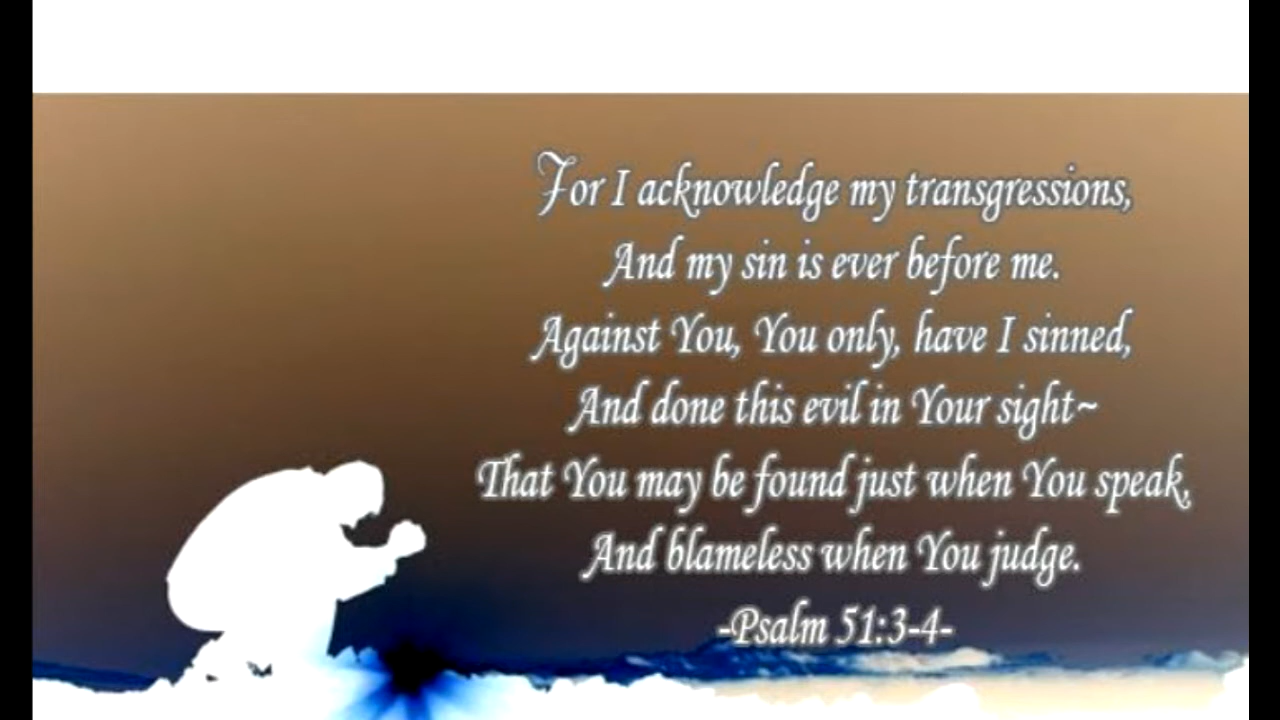 For I acknowledge my transgressions,
And my sin is ever before me.
Against You, You only, have I sinned,
And done this evil in Your sight~
That You may be found just when You speak,
And blameless when You judge.
-Psalm 51:3-4-